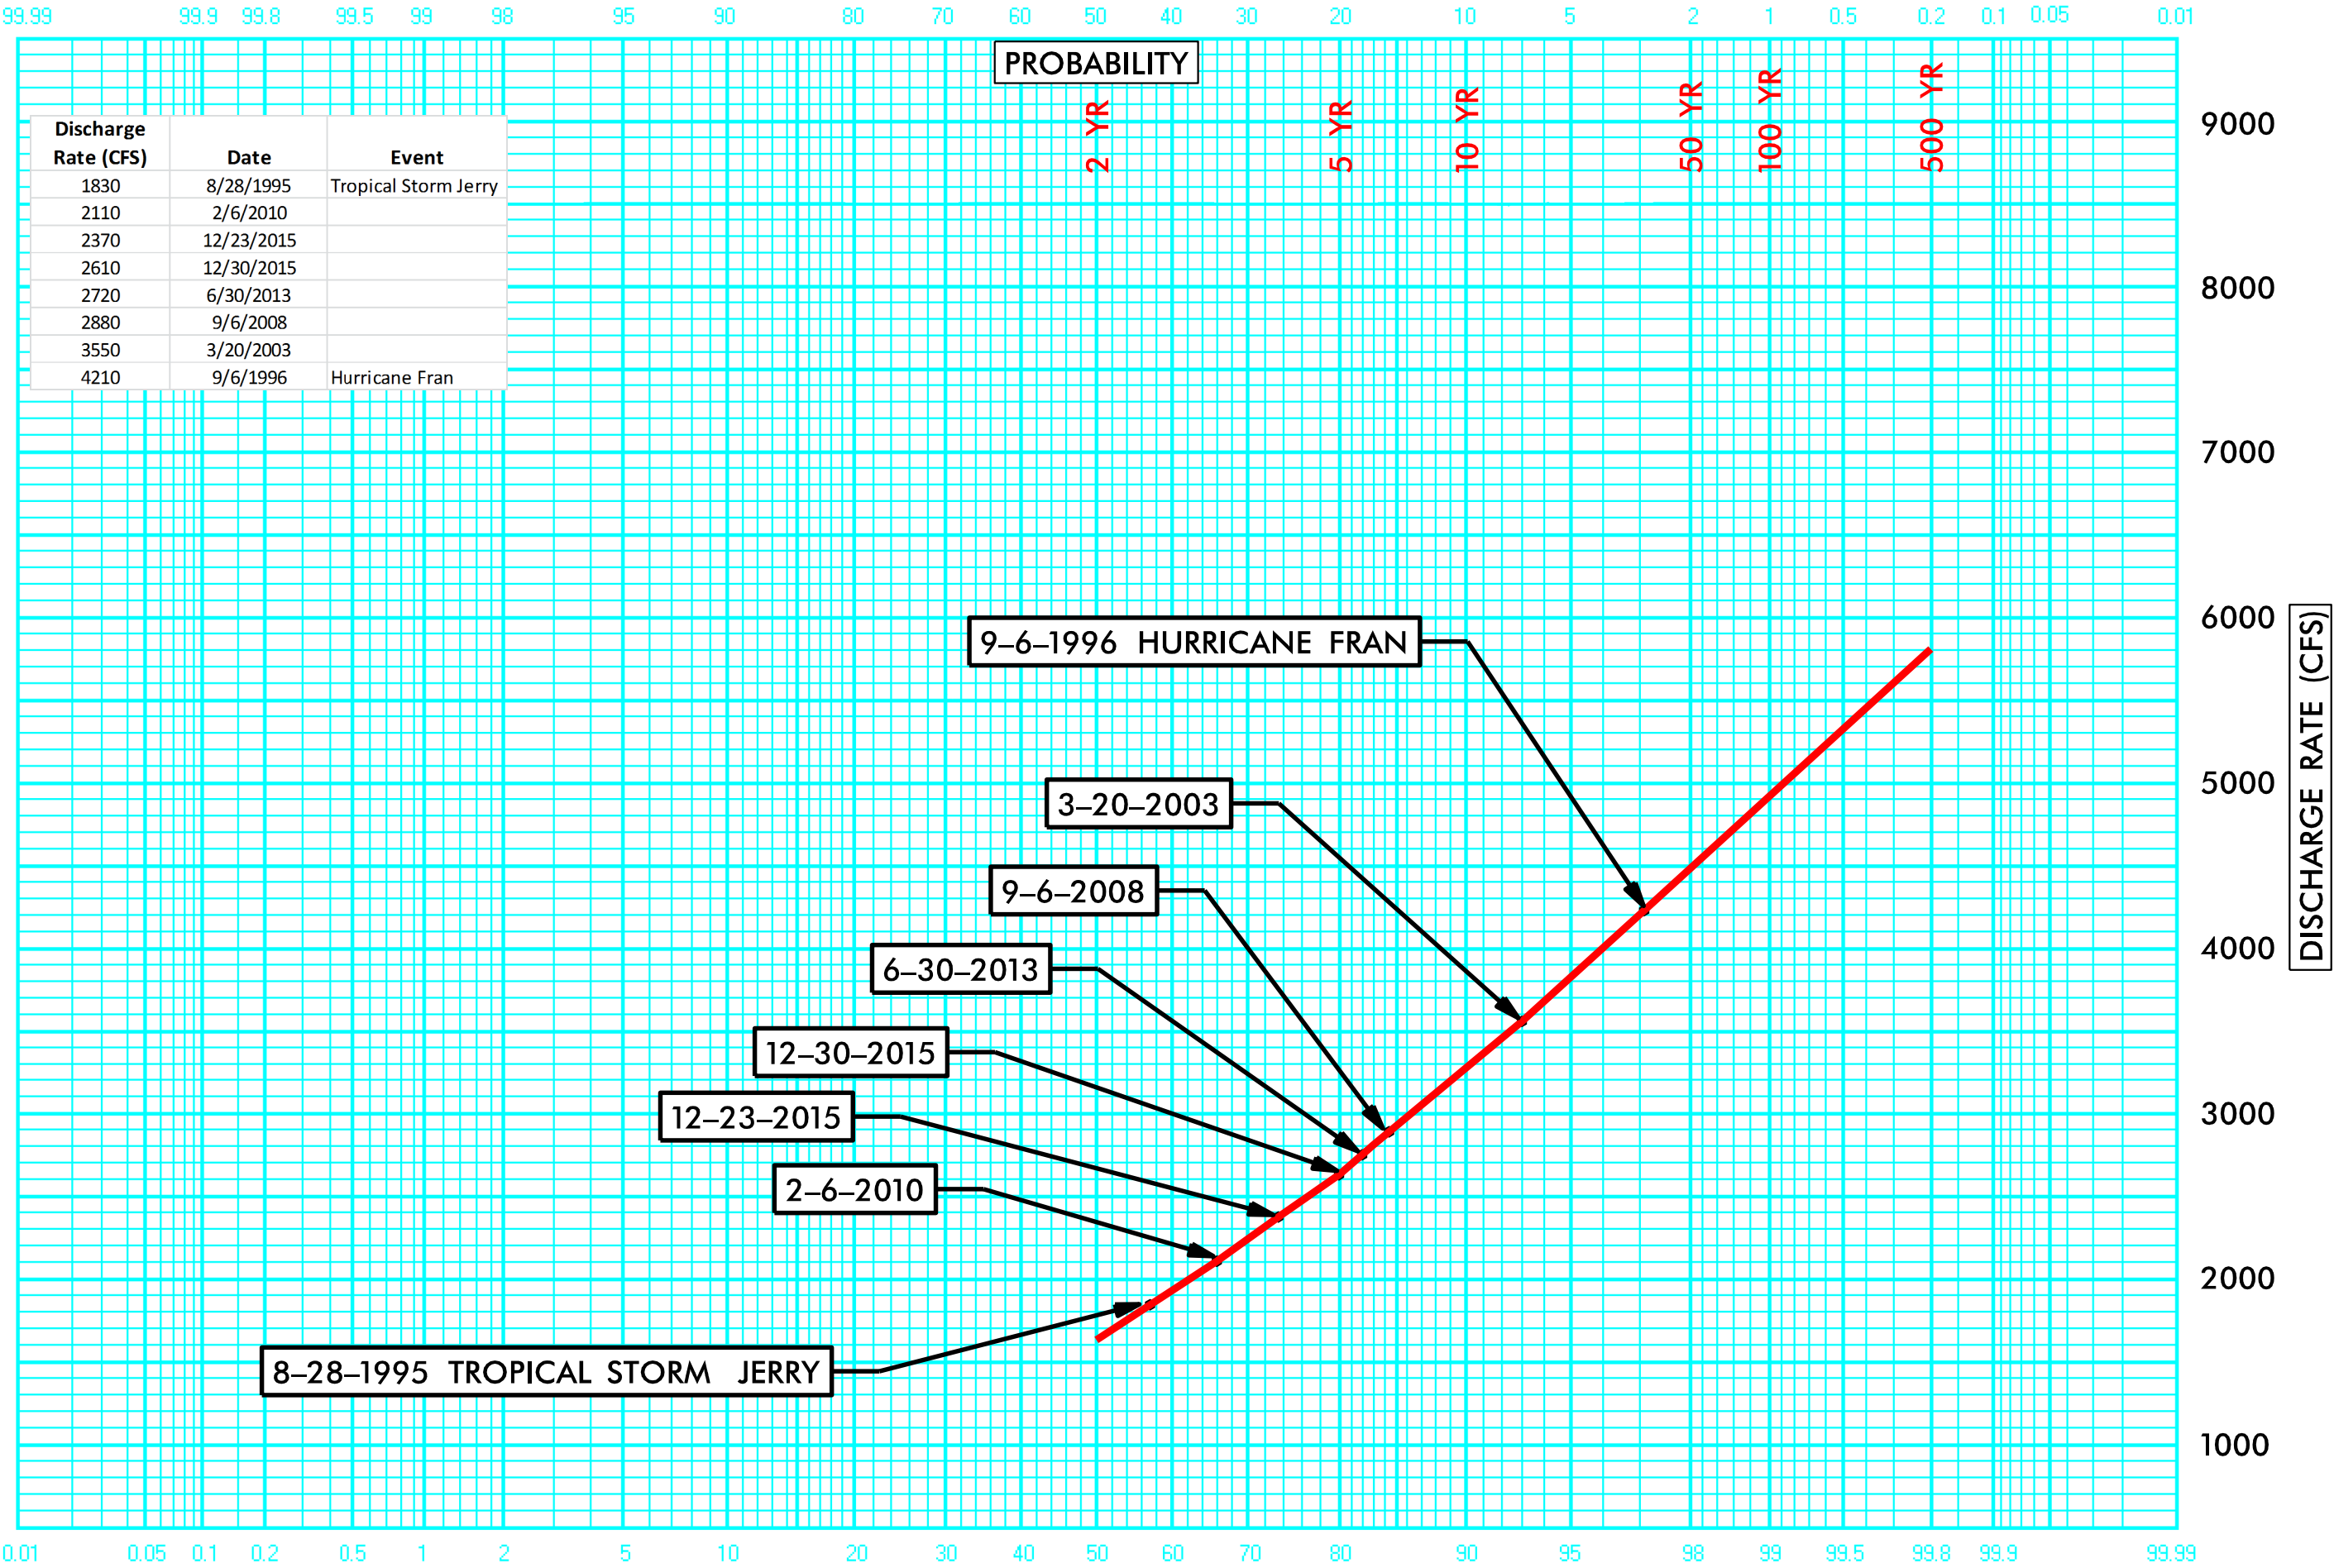 99.99 99.9 99.8 99.5 99 98 95 90 80 70 60 50 40 30 20 10 5 2 1 0.5 0.2 0.1 0.05 0.01
PROBABILITY
2 YR
5 YR
10 YR
50 YR
100 YR
500 YR
Discharge
Rate (CFS) Date Event
1830 8/28/1995 Tropical Storm Jerry
2110 2/6/2010
2370 12/23/2015
2610 12/30/2015
2720 6/30/2013
2880 9/6/2008
3550 3/20/2003
4210 9/6/1996 Hurricane Fran
9000
8000
7000
6000
5000
4000
3000
2000
1000
DISCHARGE RATE (CFS)
9-6-1996 HURRICANE FRAN
3-20-2003
9-6-2008
6-30-2013
12-30-2015
12-23-2015
2-6-2010
8-28-1995 TROPICAL STORM JERRY
0.01 0.05 0.1 0.2 0.5 1 2 5 10 20 30 40 50 60 70 80 90 95 98 99 99.5 99.8 99.9 99.99